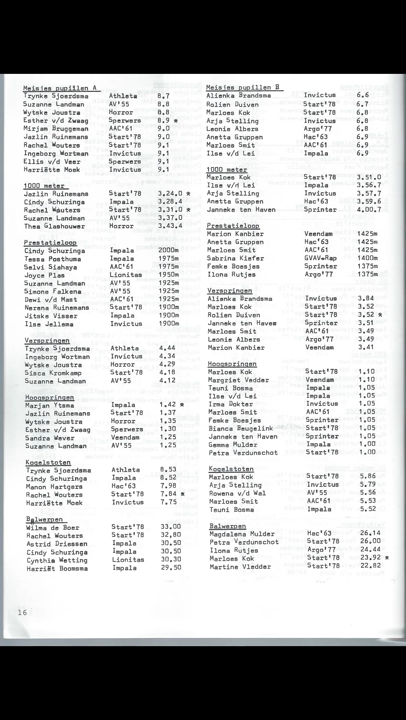 Meisjes pupillen A
Trynke Sjoerdsma Athleta 8.7
Suzanne Landman AV'55 8.8
Wytske Joustra Horror 8.8
Esther v/d Zwaag Sperwers 8.9 *
Mirjam Bruggeman AAC'61 9.0
Jazlin Ruinemans Start'78 9.0
Rachel Wouters Start'78 9.1
Ingeborg Wortman Invictus 9.1
Ellis v/d Veer Sperwers 9.1
Harriëtte Moek Invictus 9.1
1000 meter
Jazlin Ruinemans Start'78 3.24.0 *
Cindy Schuringa Impala 3.28.4
Rachel Wouters Start'78 3.31.0 *
Suzanne Landman AV'55 3.37.0
Thea Glashouwer Horror 3.43.4
Prestatieloop
Cindy Schuringa Impala 2000m
Tessa Posthuma Impala 1975m
Selvi Siahaya AAC'61 1975m
Joyce Plas Lionitas 1950m
Suzanne Landman AV'55 1925m
Simone Falkena AV'55 1925m
Dewi v/d Mast AAC'61 1925m
Nerena Ruinemans Start'78 1900m
Jitske Visser Impala 1900m
Ilse Jellema Invictus 1900m
Verspringen
Trynke Sjoerdsma Athleta 4.44
Ingeborg Wortman Invictus 4.34
Wytske Joustra Horror 4.29
Sisca Kromkamp Start'78 4.18
Suzanne Landman AV'55 4.12
Hoogspringen
Marjan Ytsma Impala 1.42 *
Jazlin Ruinemans Start'78 1.37
Wytske Joustra Horror 1.35
Esther v/d Zwaag Sperwers 1.30
Sandra Wever Veendam 1.25
Suzanne Landman AV'55 1.25
Kogelstoten
Trynke Sjoerdsma Athleta 8.53
Cindy Schuringa Impala 8.52
Manon Hartgers Hac'63 7.98
Rachel Wouters Start'78 7.84 *
Harriëtte Moek Invictus 7.75
Balwerpen
Wilma de Boer Start'78 33.00
Rachel Wouters Start'78 32.80
Astrid Driessen Impala 30.50
Cindy Schuringa Impala 30.50
Cynthia Wetting Lionitas 30.30
Harriët Boomsma Impala 29.50
Meisjes pupillen B
Alienka Brandsma Invictus 6.6
Rolien Duiven Start'78 6.7
Marloes Kok Start'78 6.8
Arja Stelling Invictus 6.8
Leonie Albers Argo'77 6.8
Anetta Gruppen Hac'63 6.9
Marloes Smit AAC'61 6.9
Ilse v/d Lei Impala 6.9
1000 meter
Marloes Kok Start'78 3.51.0
Ilse v/d Lei Impala 3.56.7
Arja Stelling Invictus 3.57.7
Anetta Gruppen Hac'63 3.59.6
Janneke ten Haven Sprinter 4.00.7
Prestatieloop
Marion Kanbier Veendam 1425m
Anetta Gruppen Hac'63 1425m
Marloes Smit AAC'61 1425m
Sabrina Kiefer GVAV=Rap 1400m
Femke Boesjes Sprinter 1375m
Ilona Rutjes Argo'77 1375m
Verspringen
Alienka Brandsma Invictus 3.84
Marloes Kok Start'78 3.52
Rolien Duiven Start'78 3.52 *
Janneke ten Haven Sprinter 3.51
Marloes Smit AAC'61 3.49
Leonie Albers Argo'77 3.49
Marion Kanbier Veendam 3.41
Hoogspringen
Marloes Kok Start'78 1.10
Margriet Vedder Veendam 1.10
Teuni Bosma Impala 1.05
Ilse v/d Lei Impala 1.05
Irma Dokter Invictus 1.05
Marloes Smit AAC'61 1.05
Femke Boesjes Sprinter 1.05
Bianca Beugelink Start'78 1.05
Janneke ten Haven Sprinter 1.05
Gemma Mulder Impala 1.00
Petra Verdunschot Start'78 1.00
Kogelstoten
Marloes Kok Start'78 5.86
Arja Stelling Invictus 5.79
Rowena v/d Wal AV'55 5.56
Marloes Smit AAC'61 5.53
Teuni Bosma Impala 5.52
Balwerpen
Magdalena Mulder Hac'63 26.14
Petra Verdunschot Start'78 26.00
Ilona Rutjes Argo'77 24.44
Marloes Kok Start'78 23.92 *
Martine Vledder Start'78 22.82
16